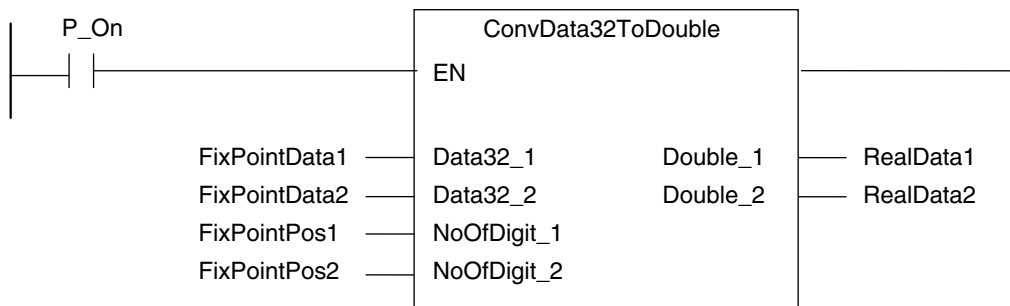 P_On
ConvData32ToDouble
EN
FixPointData1 Data32_1 Double_1 RealData1
FixPointData2 Data32_2 Double_2 RealData2
FixPointPos1 NoOfDigit_1
FixPointPos2 NoOfDigit_2